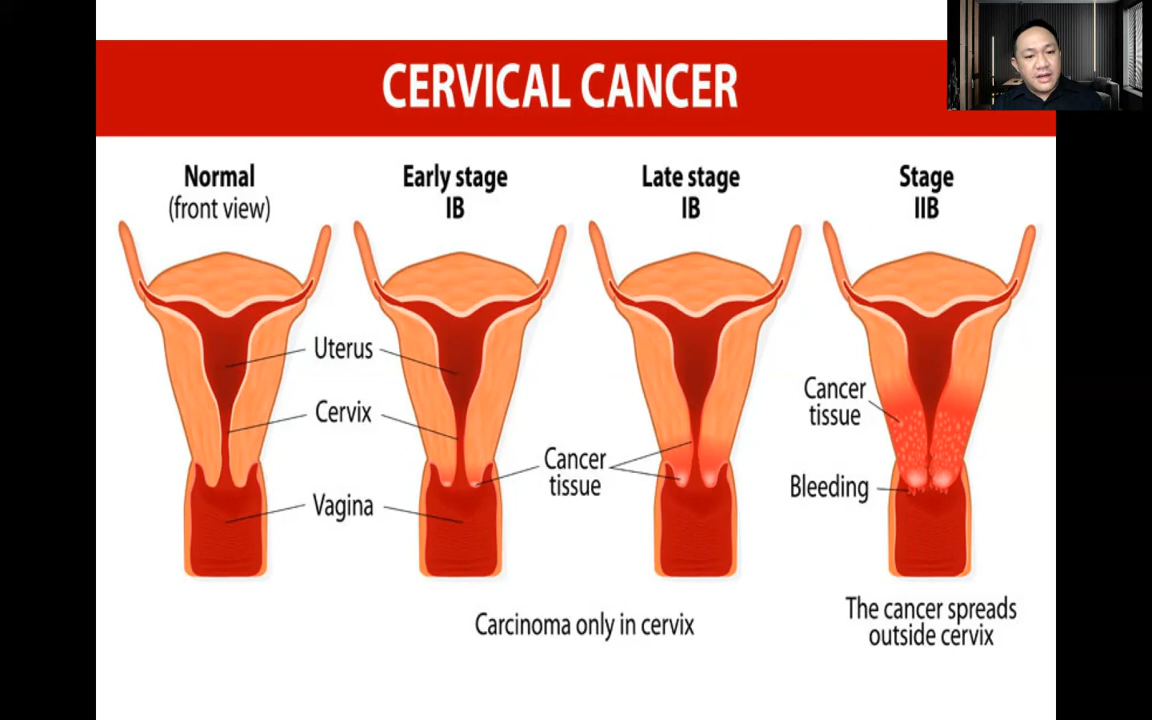 CERVICAL CANCER
Normal
(front view)
Early stage
IB
Late stage
IB
Stage
IIB
Uterus
Cervix
Vagina
Cancer
tissue
Cancer
tissue
Bleeding
Carcinoma only in cervix
The cancer spreads
outside cervix